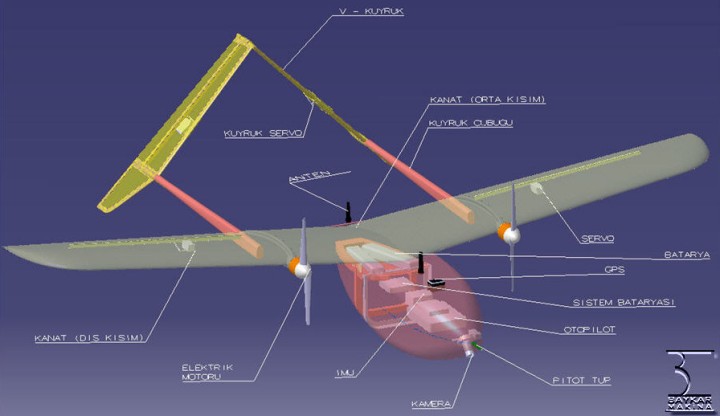 V - KUYRUK
KANAT (ORTA KISIM)
KUYRUK CUBUGU
KUYRUK SERVO
ANTEN
SERVO
BATARYA
GPS
SISTEM BATARYASI
OTOPILOT
KANAT (DIS KISIM)
ELEKTRIK
MOTORU
IMU
PITOT TUP
KAMERA
BAYKAR
MAKINA